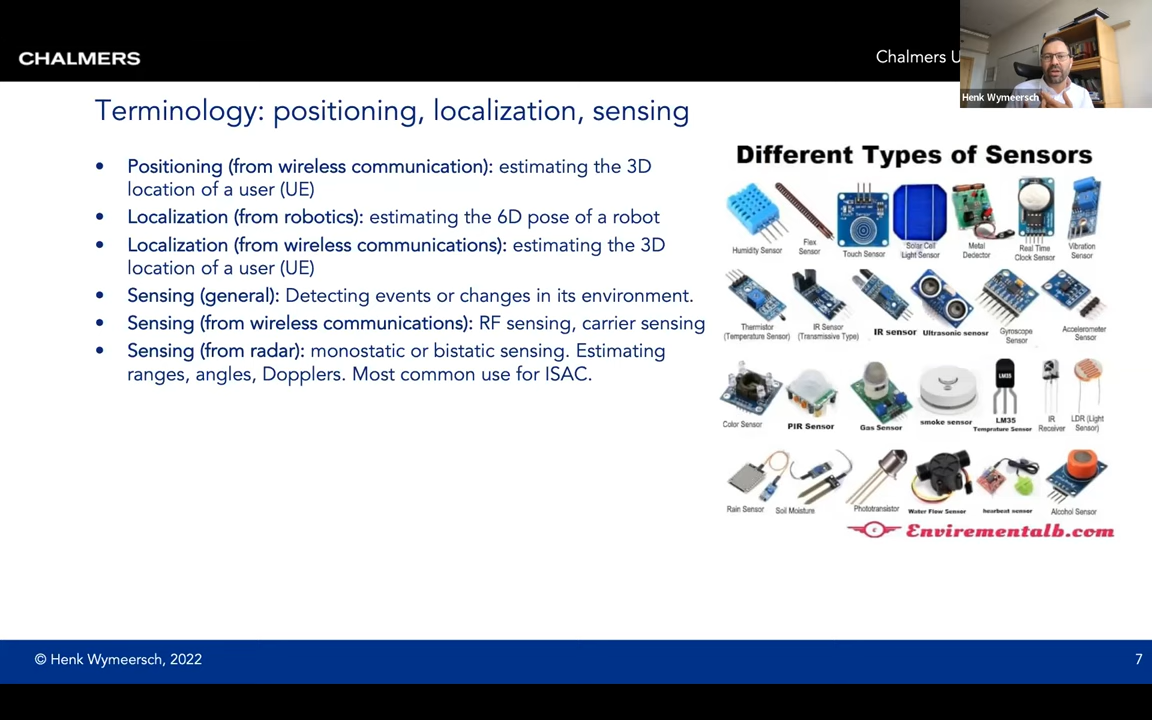 CHALMERS
Chalmers U
Henk Wymeersch
Terminology: positioning, localization, sensing
• Positioning (from wireless communication): estimating the 3D
location of a user (UE)
• Localization (from robotics): estimating the 6D pose of a robot
• Localization (from wireless communications): estimating the 3D
location of a user (UE)
• Sensing (general): Detecting events or changes in its environment.
• Sensing (from wireless communications): RF sensing, carrier sensing
• Sensing (from radar): monostatic or bistatic sensing. Estimating
ranges, angles, Dopplers. Most common use for ISAC.
Different Types of Sensors
Humidity Sensor
Flex
Sensor
Touch Sensor
Solar Cell
Light Sensor
Metal
Dedector
Real Time
Clock Sensor
Vibration
Sensor
Thermistor
(Temperature Sensor)
IR Sensor
(Transmissive Type)
IR sensor
Ultrasonic sensor
Gyroscope
Sensor
Accelerometer
Sensor
Color Sensor
PIR Sensor
Gas Sensor
smoke sensor
LM35
LM35
Temprature Sensor
IR
Receiver
LDR (Light
Sensor)
Rain Sensor
Soil Moisture
Phototransistor
Water Flow Sensor
hearbeat sensor
Alcohol Sensor
Envirementalb.com
© Henk Wymeersch, 2022
7